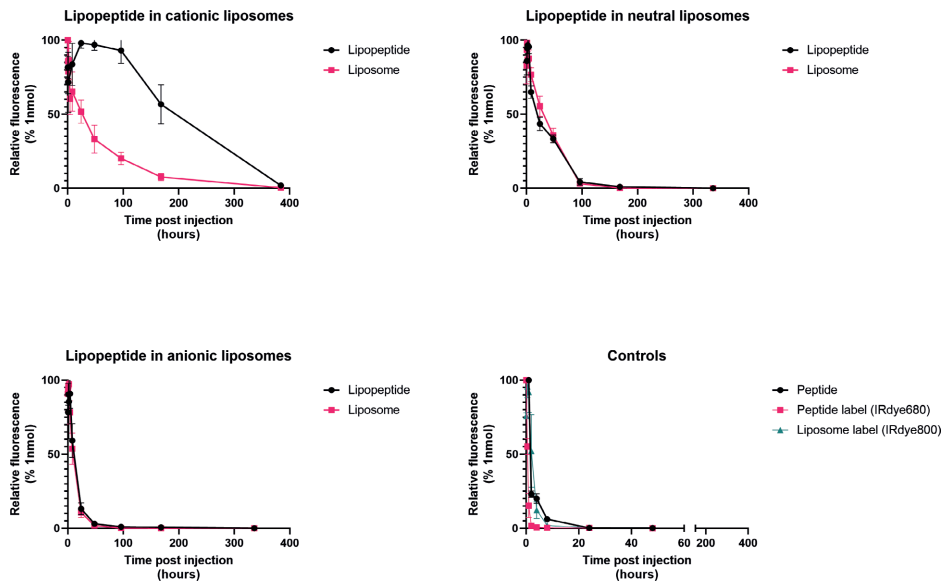 Lipopeptide in cationic liposomes
Relative fluorescence
(% 1nmol)
100
50
0
0 100 200 300 400
Time post injection
(hours)
Lipopeptide
Liposome
Lipopeptide in neutral liposomes
Relative fluorescence
(% 1nmol)
100
50
0
0 100 200 300 400
Time post injection
(hours)
Lipopeptide
Liposome
Lipopeptide in anionic liposomes
Relative fluorescence
(% 1nmol)
100
50
0
0 100 200 300 400
Time post injection
(hours)
Lipopeptide
Liposome
Controls
Relative fluorescence
(% 1nmol)
100
50
0
0 20 40 60 200 400
Time post injection
(hours)
Peptide
Peptide label (IRdye680)
Liposome label (IRdye800)